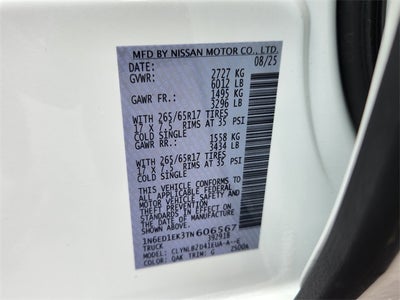 MFD BY NISSAN MOTOR CO., LTD.
DATE: 08/25
GVWR: 2727 KG
6012 LB
GAWR FR.: 1495 KG
3296 LB
WITH 265/65R17 TIRES
17 X 7.5 RIMS AT 35 PSI
COLD SINGLE
GAWR RR.: 1558 KG
3434 LB
WITH 265/65R17 TIRES
17 X 7.5 RIMS AT 35 PSI
COLD SINGLE
THIS VEHICLE CONFORMS TO
ALL APPLICABLE FEDERAL
MOTOR VEHICLE SAFETY
STANDARDS IN EFFECT ON
THE DATE OF MANUFACTURE
SHOWN ABOVE.
1N6ED1EK3TN606567
TRUCK 39291B
MODEL:
COLOR: OAK TRIM: G 2500A